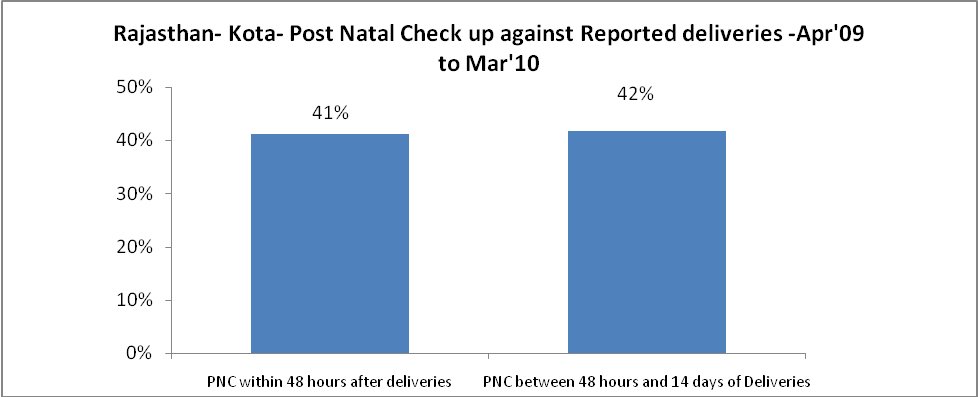 Rajasthan- Kota- Post Natal Check up against Reported deliveries -Apr'09
to Mar'10
50%
40%
30%
20%
10%
0%
41%
42%
PNC within 48 hours after deliveries
PNC between 48 hours and 14 days of Deliveries